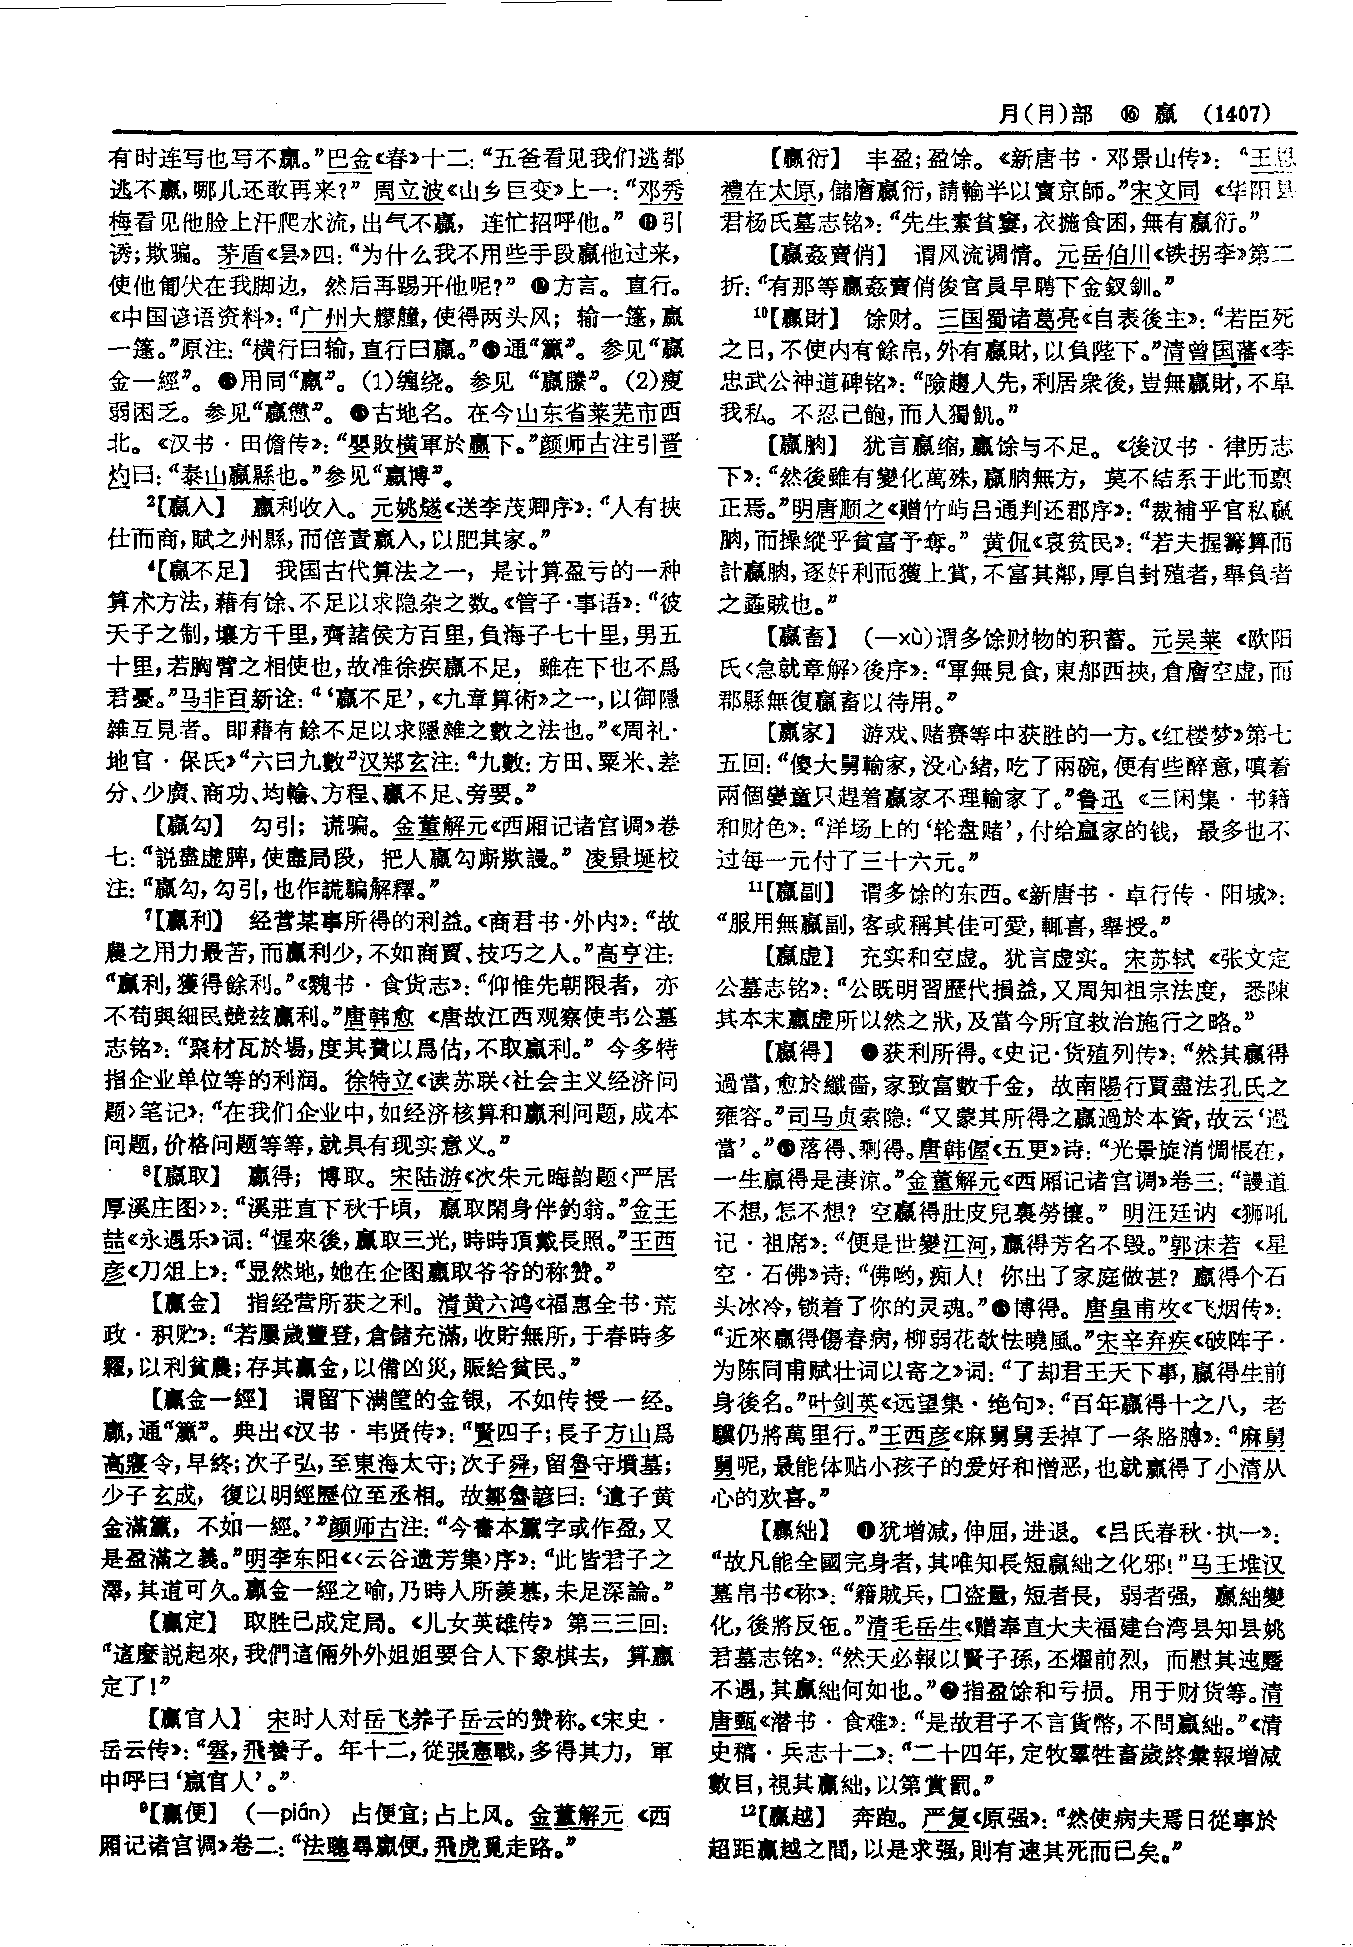 月(⺝)部 ⑯ 嬴 (1407)
有时连写也写不赢。”巴金《春》十二：“五爸看见我们逃都
逃不赢，哪儿还敢再来？” 周立波《山乡巨变》上一：“邓秀
梅看见他脸上汗爬水流，出气不赢，连忙招呼他。” ⓫引
诱；欺骗。茅盾《昙》四：“为什么我不用些手段赢他过来，
使他匍伏在我脚边，然后再踢开他呢？” ⓬方言。直行。
《中国谚语资料》：“广州大艨艟，使得两头风；输一篷，赢
一篷。”原注：“横行曰输，直行曰赢。”⓭通“籯”。参见“赢
金一經”。⓮用同“羸”。(1)缠绕。参见“赢縢”。(2)瘦
弱困乏。参见“赢憊”。⓯古地名。在今山东省莱芜市西
北。《汉书·田儋传》：“嬰敗横軍於赢下。”颜师古注引晋
灼曰：“泰山赢縣也。”参见“赢博”。
2【赢入】 赢利收入。元姚燧《送李茂卿序》：“人有挟
仕而商，賦之州縣，而倍責赢入，以肥其家。”
4【赢不足】 我国古代算法之一，是计算盈亏的一种
算术方法，藉有馀、不足以求隐杂之数。《管子·事语》：“彼
天子之制，壤方千里，齊諸侯方百里，負海子七十里，男五
十里，若胸臂之相使也，故准徐疾赢不足，雖在下也不爲
君憂。”马非百新诠：“‘赢不足’，《九章算術》之一，以御隱
雜互見者。即藉有餘不足以求隱雜之數之法也。”《周礼·
地官·保氏》“六曰九數”汉郑玄注：“九數：方田、粟米、差
分、少廣、商功、均輸、方程、赢不足、旁要。”
【赢勾】 勾引；谎骗。金董解元《西厢记诸宫调》卷
七：“説盡虚脾，使盡局段，把人赢勾厮欺謾。” 凌景埏校
注：“赢勾，勾引，也作謊騙解釋。”
7【赢利】 经营某事所得的利益。《商君书·外内》：“故
農之用力最苦，而赢利少，不如商賈、技巧之人。”高亨注：
“赢利，獲得餘利。”《魏书·食货志》：“仰惟先朝限者，亦
不苟與細民競兹赢利。”唐韩愈《唐故江西观察使韦公墓
志铭》：“聚材瓦於場，度其費以爲估，不取赢利。” 今多特
指企业单位等的利润。徐特立《读苏联〈社会主义经济问
题〉笔记》：“在我们企业中，如经济核算和赢利问题，成本
问题，价格问题等等，就具有现实意义。”
8【赢取】 赢得；博取。宋陆游《次朱元晦韵题〈严居
厚溪庄图〉》：“溪莊直下秋千頃，赢取閑身伴釣翁。”金王
喆《永遇乐》词：“惺來後，赢取三光，時時頂戴長照。”王西
彦《刀俎上》：“显然地，她在企图赢取爷爷的称赞。”
【赢金】 指经营所获之利。清黄六鸿《福惠全书·荒
政·积贮》：“若屢歲豐登，倉儲充滿，收貯無所，于春時多
糶，以利貧農；存其赢金，以備凶災，賑給貧民。”
【赢金一經】 谓留下满筐的金银，不如传授一经。
赢，通“籯”。典出《汉书·韦贤传》：“賢四子；長子方山爲
高寢令，早終；次子弘，至東海太守；次子舜，留魯守墳墓；
少子玄成，復以明經歷位至丞相。故鄒魯諺曰：‘遺子黄
金滿籯，不如一經。’”颜师古注：“今書本籯字或作盈，又
是盈滿之義。”明李东阳《〈云谷遗芳集〉序》：“此皆君子之
澤，其道可久。赢金一經之喻，乃時人所羨慕，未足深論。”
【赢定】 取胜已成定局。《儿女英雄传》第三三回：
“這麼説起來，我們這倆外外姐姐要合人下象棋去，算赢
定了！”
【赢官人】 宋时人对岳飞养子岳云的赞称。《宋史·
岳云传》：“雲，飛養子。年十二，從張憲戰，多得其力，軍
中呼曰‘赢官人’。”
9【赢便】 (—pián) 占便宜；占上风。金董解元《西
厢记诸宫调》卷二：“法聰尋赢便，飛虎覓走路。”
【赢衍】 丰盈；盈馀。《新唐书·邓景山传》：“王思
禮在太原，儲廥赢衍，請輸半以實京師。”宋文同《华阳县
君杨氏墓志铭》：“先生素貧窶，衣拖食困，無有赢衍。”
【赢姦賣俏】 谓风流调情。元岳伯川《铁拐李》第二
折：“有那等赢姦賣俏俊官員早聘下金釵釧。”
10【赢財】 馀财。三国蜀诸葛亮《自表後主》：“若臣死
之日，不使内有餘帛，外有赢財，以負陛下。”清曾国藩《李
忠武公神道碑铭》：“險趨人先，利居衆後，豈無赢財，不阜
我私。不忍己飽，而人獨飢。”
【赢朒】 犹言赢缩，赢馀与不足。《後汉书·律历志
下》：“然後雖有變化萬殊，赢朒無方，莫不結系于此而禀
正焉。”明唐顺之《赠竹屿吕通判还郡序》：“裁補乎官私赢
朒，而操縱乎貧富予奪。” 黄侃《哀贫民》：“若夫握籌算而
計赢朒，逐奸利而獲上賞，不富其鄰，厚自封殖者，舉負者
之蟊賊也。”
【赢畜】 (—xù)谓多馀财物的积蓄。元吴莱《欧阳
氏〈急就章解〉後序》：“軍無見食，東郍西挾，倉廥空虚，而
郡縣無復赢畜以待用。”
【赢家】 游戏、赌赛等中获胜的一方。《红楼梦》第七
五回：“傻大舅輸家，没心緒，吃了兩碗，便有些醉意，嗔着
兩個孌童只趕着赢家不理輸家了。”鲁迅《三闲集·书籍
和财色》：“洋场上的‘轮盘赌’，付给赢家的钱，最多也不
过每一元付了三十六元。”
11【赢副】 谓多馀的东西。《新唐书·卓行传·阳城》：
“服用無赢副，客或稱其佳可愛，輒喜，舉授。”
【赢虚】 充实和空虚。犹言虚实。宋苏轼《张文定
公墓志铭》：“公既明習歷代損益，又周知祖宗法度，悉陳
其本末赢虚所以然之狀，及當今所宜救治施行之略。”
【赢得】 ❶获利所得。《史记·货殖列传》：“然其赢得
過當，愈於纖嗇，家致富數千金，故南陽行賈盡法孔氏之
雍容。”司马贞索隐：“又蒙其所得之赢過於本資，故云‘過
當’。”❷落得、剩得。唐韩偓《五更》诗：“光景旋消惆悵在，
一生赢得是淒涼。”金董解元《西厢记诸宫调》卷三：“謾道
不想，怎不想？空赢得肚皮兒裏勞攘。” 明汪廷讷《狮吼
记·祖席》：“便是世變江河，赢得芳名不毁。”郭沫若《星
空·石佛》诗：“佛哟，痴人！你出了家庭做甚？赢得个石
头冰冷，锁着了你的灵魂。”❸博得。唐皇甫枚《飞烟传》：
“近來赢得傷春病，柳弱花欹怯曉風。”宋辛弃疾《破阵子·
为陈同甫赋壮词以寄之》词：“了却君王天下事，赢得生前
身後名。”叶剑英《远望集·绝句》：“百年赢得十之八，老
驥仍將萬里行。”王西彦《麻舅舅丢掉了一条胳膊》：“麻舅
舅呢，最能体贴小孩子的爱好和憎恶，也就赢得了小清从
心的欢喜。”
【赢絀】 ❶犹增减，伸屈，进退。《吕氏春秋·执一》：
“故凡能全國完身者，其唯知長短赢絀之化邪！”马王堆汉
墓帛书《称》：“籍賊兵，口盗量，短者長，弱者强，赢絀變
化，後將反𢓊。”清毛岳生《赠奉直大夫福建台湾县知县姚
君墓志铭》：“然天必報以賢子孫，丕燿前烈，而慰其迍蹷
不遇，其赢絀何如也。”❷指盈馀和亏损。用于财货等。清
唐甄《潜书·食难》：“是故君子不言貨幣，不問赢絀。”《清
史稿·兵志十二》：“二十四年，定牧羣牲畜歲終彙報增减
數目，視其赢絀，以第賞罰。”
12【赢越】 奔跑。严复《原强》：“然使病夫焉日從事於
超距赢越之間，以是求强，則有速其死而已矣。”